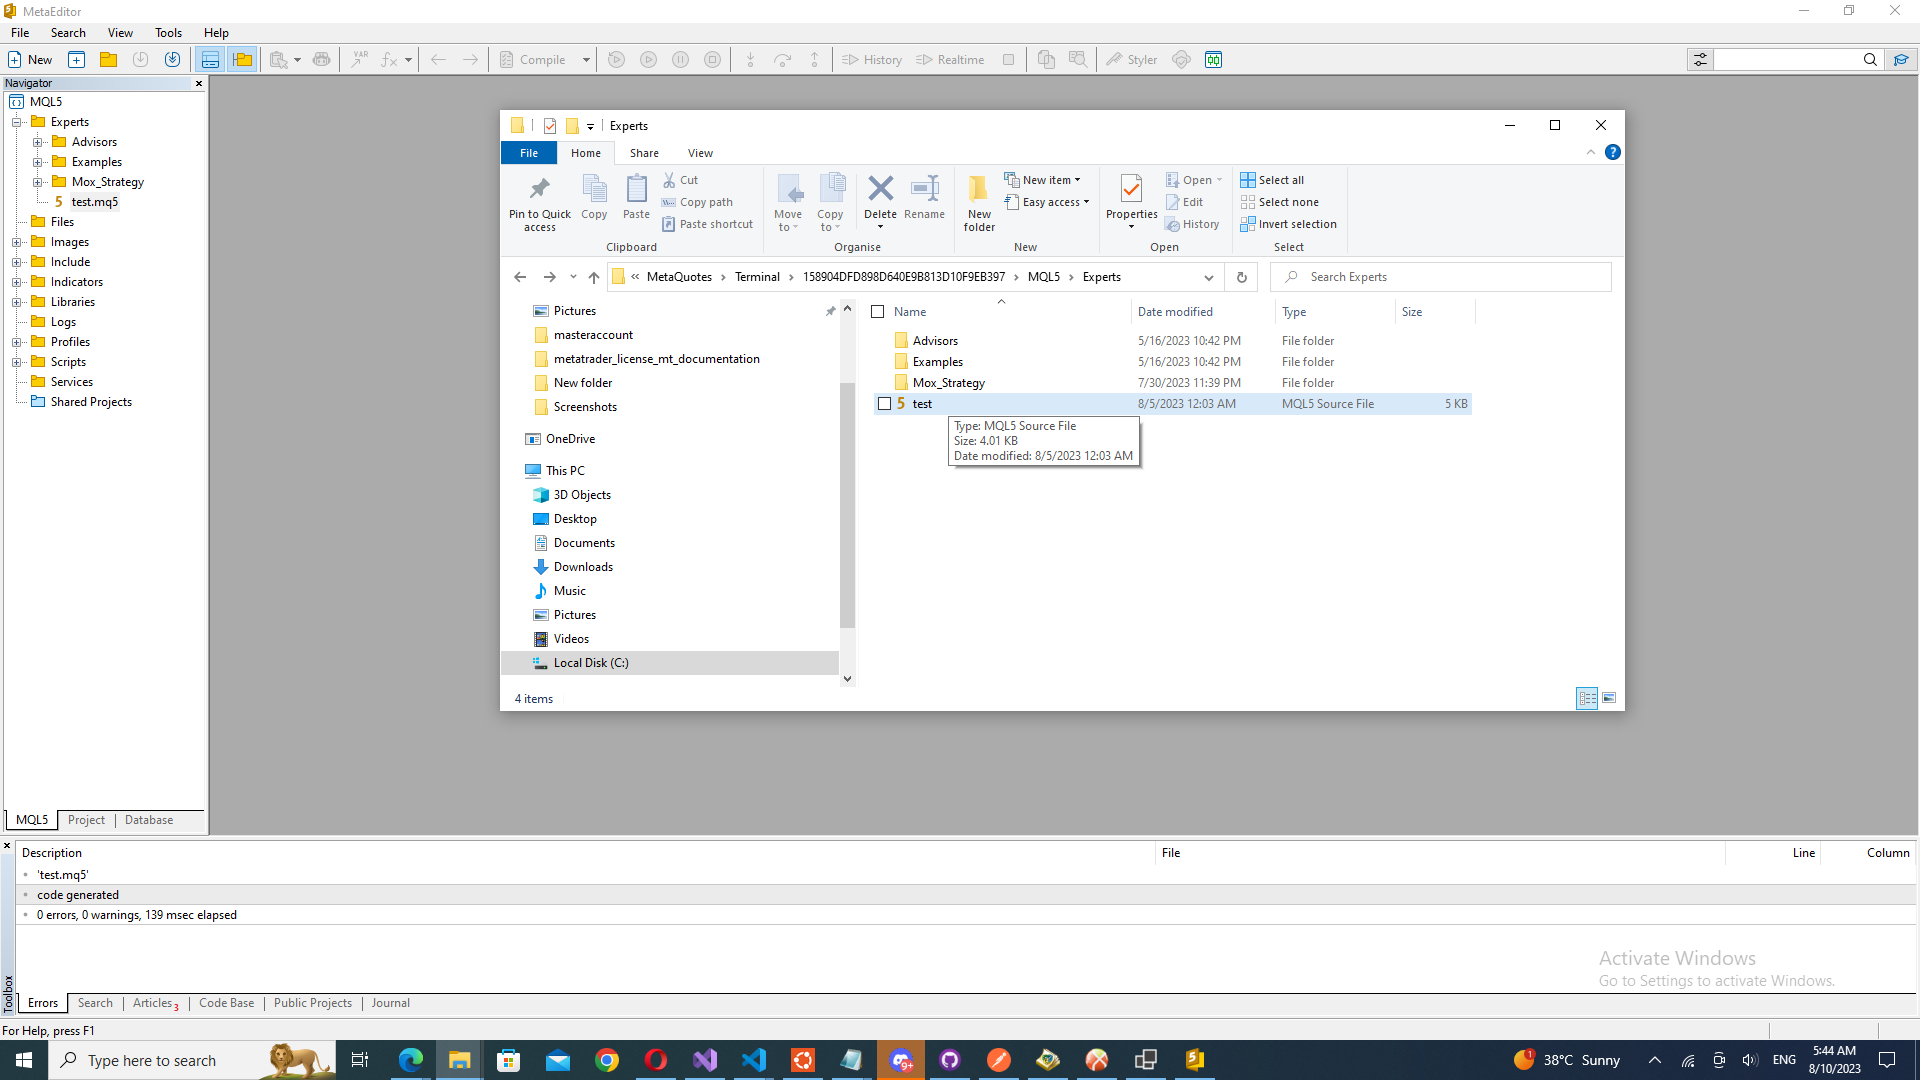 MetaEditor
File Search View Tools Help
New Compile History Realtime Styler
Navigator
MQL5
Experts
Advisors
Examples
Mox_Strategy
test.mq5
Files
Images
Include
Indicators
Libraries
Logs
Profiles
Scripts
Services
Shared Projects
MQL5 Project Database
Experts
File Home Share View
Pin to Quick access
Copy
Paste
Cut
Copy path
Paste shortcut
Clipboard
Move to
Copy to
Delete
Rename
Organise
New folder
New item
Easy access
New
Properties
Open
Edit
History
Open
Select all
Select none
Invert selection
Select
« MetaQuotes › Terminal › 158904DFD898D640E9B813D10F9EB397 › MQL5 › Experts
Search Experts
Pictures
masteraccount
metatrader_license_mt_documentation
New folder
Screenshots
OneDrive
This PC
3D Objects
Desktop
Documents
Downloads
Music
Pictures
Videos
Local Disk (C:)
Name Date modified Type Size
Advisors 5/16/2023 10:42 PM File folder
Examples 5/16/2023 10:42 PM File folder
Mox_Strategy 7/30/2023 11:39 PM File folder
test 8/5/2023 12:03 AM MQL5 Source File 5 KB
Type: MQL5 Source File
Size: 4.01 KB
Date modified: 8/5/2023 12:03 AM
4 items
Description File Line Column
'test.mq5'
code generated
0 errors, 0 warnings, 139 msec elapsed
Activate Windows
Go to Settings to activate Windows.
Toolbox
Errors Search Articles 3 Code Base Public Projects Journal
For Help, press F1
Type here to search
9+
1
38°C Sunny
ENG
5:44 AM
8/10/2023